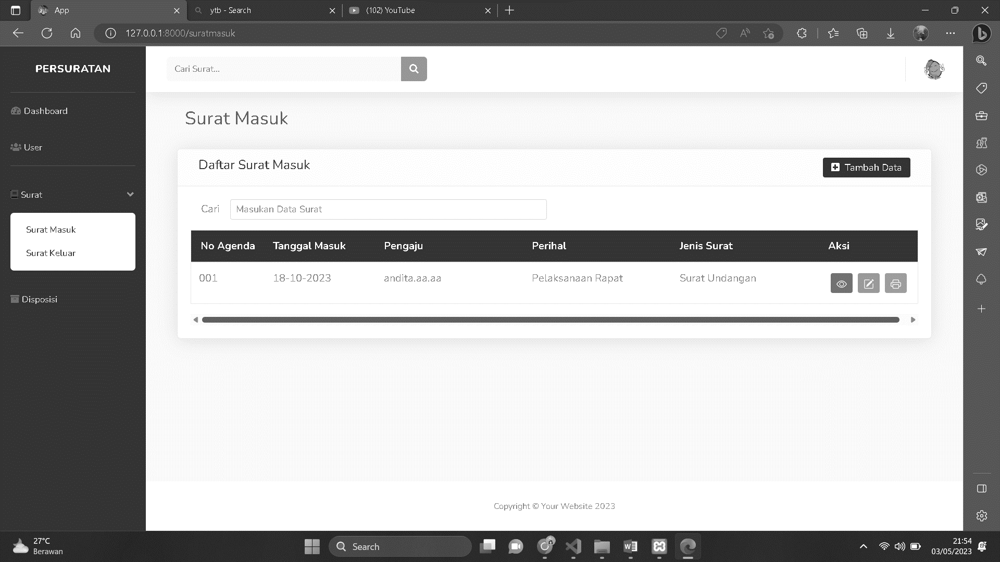 App
ytb - Search
(102) YouTube
127.0.0.1:8000/suratmasuk
PERSURATAN
Cari Surat...
Dashboard
User
Surat
Surat Masuk
Surat Keluar
Disposisi
Surat Masuk
Daftar Surat Masuk
Tambah Data
Cari
Masukan Data Surat
No Agenda Tanggal Masuk Pengaju Perihal Jenis Surat Aksi
001 18-10-2023 andita.aa.aa Pelaksanaan Rapat Surat Undangan
Copyright © Your Website 2023
27°C
Berawan
Search
21:54
03/05/2023